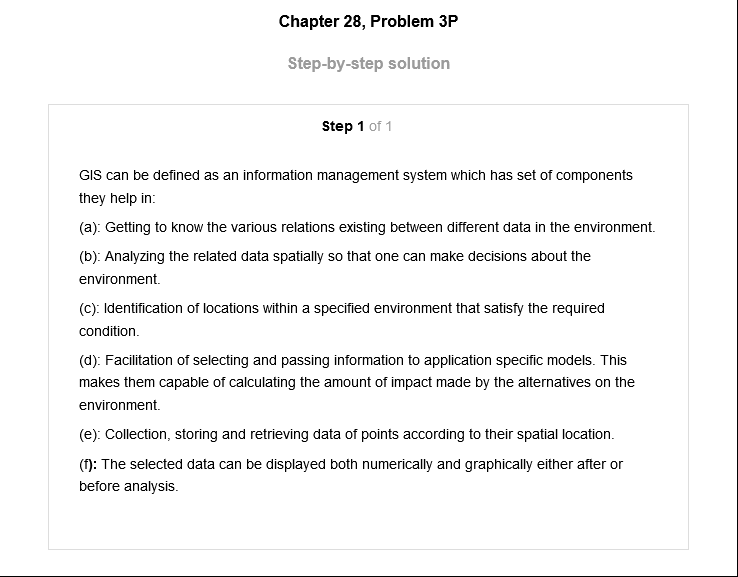 Chapter 28, Problem 3P
Step-by-step solution
Step 1 of 1
GIS can be defined as an information management system which has set of components
they help in:
(a): Getting to know the various relations existing between different data in the environment.
(b): Analyzing the related data spatially so that one can make decisions about the
environment.
(c): Identification of locations within a specified environment that satisfy the required
condition.
(d): Facilitation of selecting and passing information to application specific models. This
makes them capable of calculating the amount of impact made by the alternatives on the
environment.
(e): Collection, storing and retrieving data of points according to their spatial location.
(f): The selected data can be displayed both numerically and graphically either after or
before analysis.